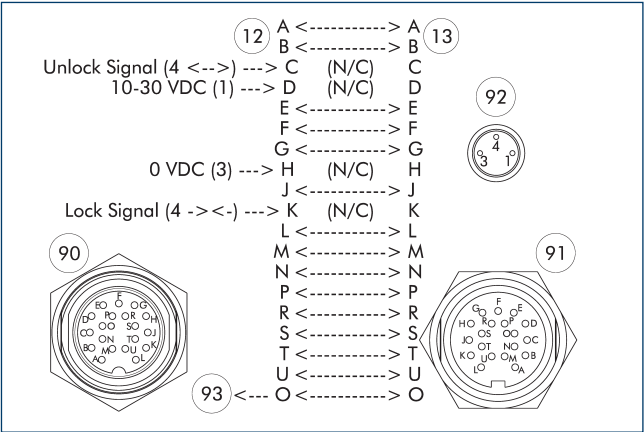 12 A <----------> A 13
B <----------> B
Unlock Signal (4 <-->) ---> C (N/C) C
10-30 VDC (1) ---> D (N/C) D
92
E <----------> E
F <----------> F
G <----------> G
4
3 1
0 VDC (3) ---> H (N/C) H
J <----------> J
Lock Signal (4 -><-) ---> K (N/C) K
L <----------> L
90
M <----------> M
91
N <----------> N
P <----------> P
R <----------> R
S <----------> S
T <----------> T
U <----------> U
93 <--- O <----------> O
F
E G
D P R H
O S
C J
N T
B M U K
A L
F
G E
H R P D
S O
J C
T N
K U M B
L A